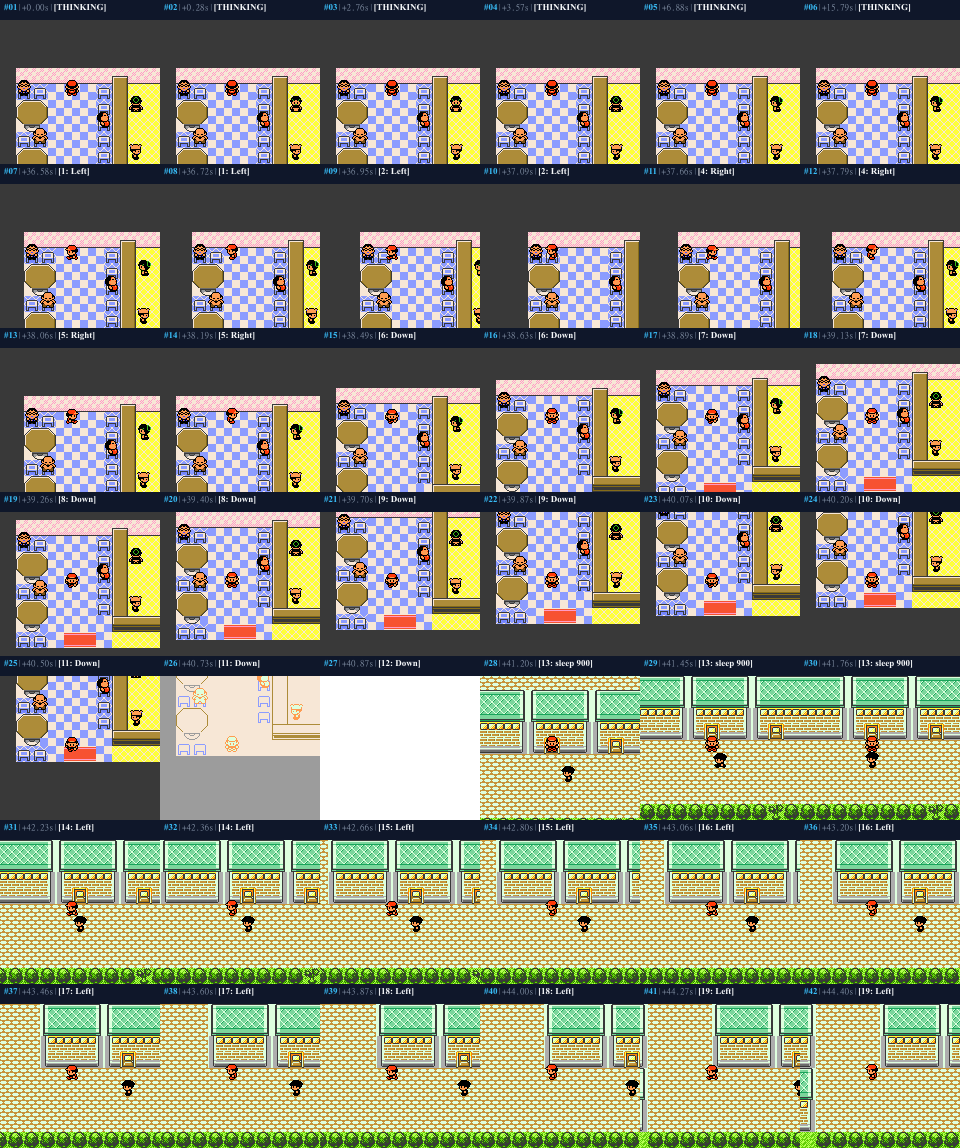 #01|+0.00s|[THINKING]
#02|+0.28s|[THINKING]
#03|+2.76s|[THINKING]
#04|+3.57s|[THINKING]
#05|+6.88s|[THINKING]
#06|+15.79s|[THINKING]
#07|+36.58s|[1: Left]
#08|+36.72s|[1: Left]
#09|+36.95s|[2: Left]
#10|+37.09s|[2: Left]
#11|+37.66s|[4: Right]
#12|+37.79s|[4: Right]
#13|+38.06s|[5: Right]
#14|+38.19s|[5: Right]
#15|+38.49s|[6: Down]
#16|+38.63s|[6: Down]
#17|+38.89s|[7: Down]
#18|+39.13s|[7: Down]
#19|+39.26s|[8: Down]
#20|+39.40s|[8: Down]
#21|+39.70s|[9: Down]
#22|+39.87s|[9: Down]
#23|+40.07s|[10: Down]
#24|+40.20s|[10: Down]
#25|+40.50s|[11: Down]
#26|+40.73s|[11: Down]
#27|+40.87s|[12: Down]
#28|+41.20s|[13: sleep 900]
#29|+41.45s|[13: sleep 900]
#30|+41.76s|[13: sleep 900]
#31|+42.23s|[14: Left]
#32|+42.36s|[14: Left]
#33|+42.66s|[15: Left]
#34|+42.80s|[15: Left]
#35|+43.06s|[16: Left]
#36|+43.20s|[16: Left]
#37|+43.46s|[17: Left]
#38|+43.60s|[17: Left]
#39|+43.87s|[18: Left]
#40|+44.00s|[18: Left]
#41|+44.27s|[19: Left]
#42|+44.40s|[19: Left]